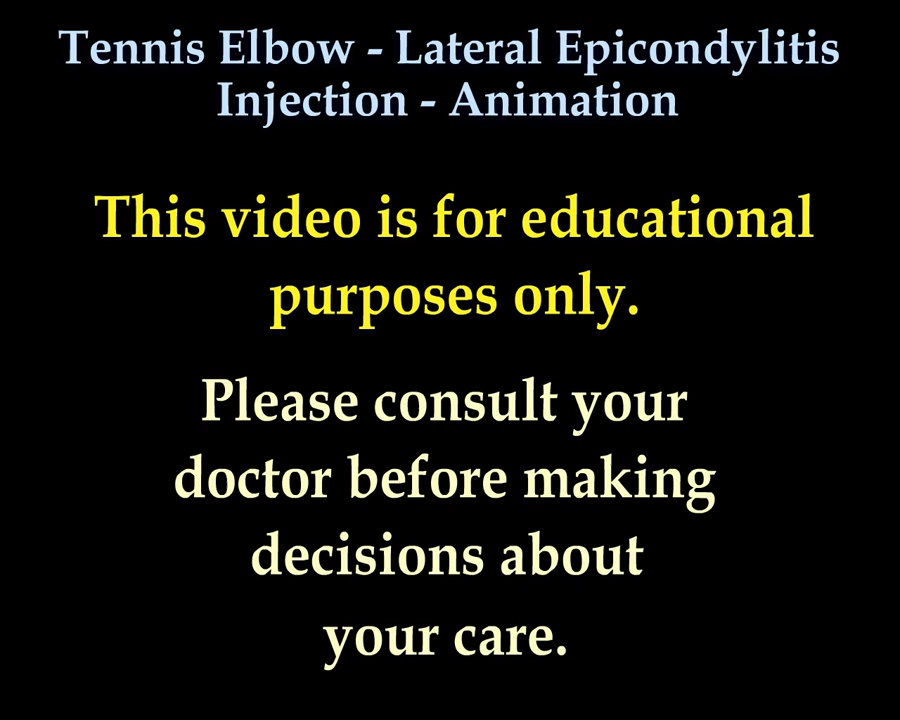 Tennis Elbow - Lateral Epicondylitis
Injection - Animation
This video is for educational
purposes only.
Please consult your
doctor before making
decisions about
your care.